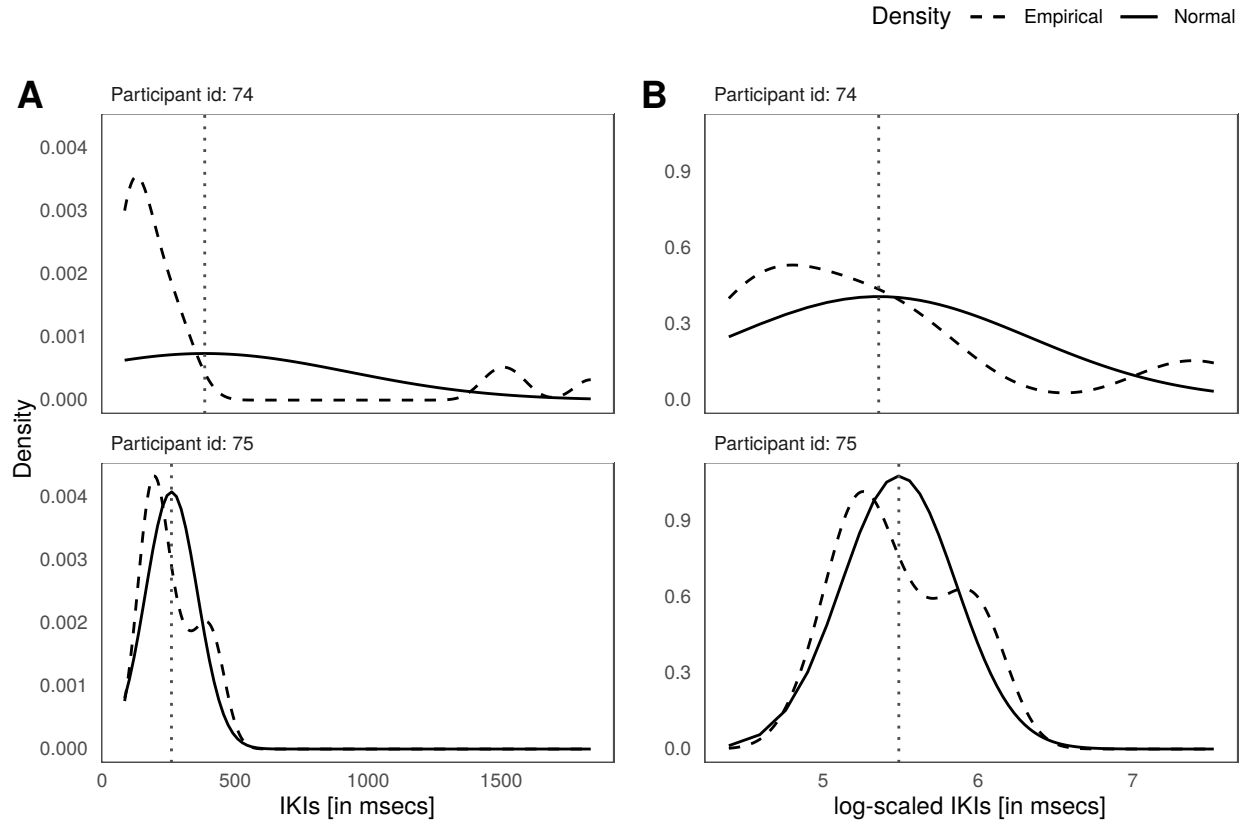 Density Empirical Normal
A Participant id: 74
0.004
0.003
0.002
0.001
0.000
B Participant id: 74
0.9
0.6
0.3
0.0
Density
Participant id: 75
0.004
0.003
0.002
0.001
0.000
0 500 1000 1500
IKIs [in msecs]
Participant id: 75
0.9
0.6
0.3
0.0
5 6 7
log-scaled IKIs [in msecs]